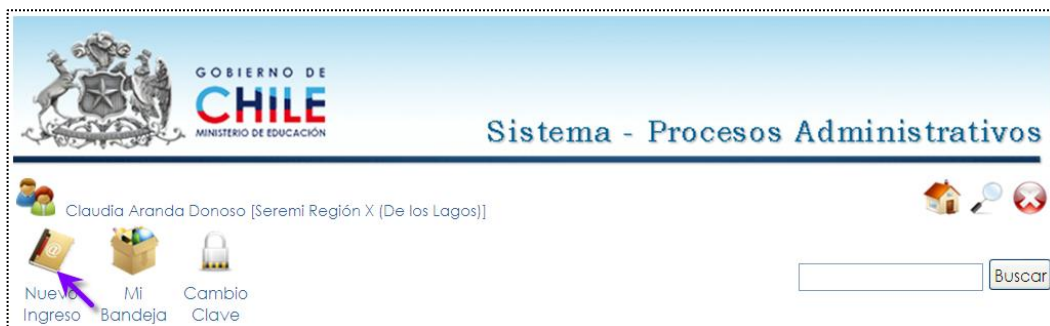 GOBIERNO DE
CHILE
MINISTERIO DE EDUCACIÓN
Sistema - Procesos Administrativos
Claudia Aranda Donoso [Seremi Región X (De los Lagos)]
@
Nuevo Ingreso
Mi Bandeja
Cambio Clave
Buscar